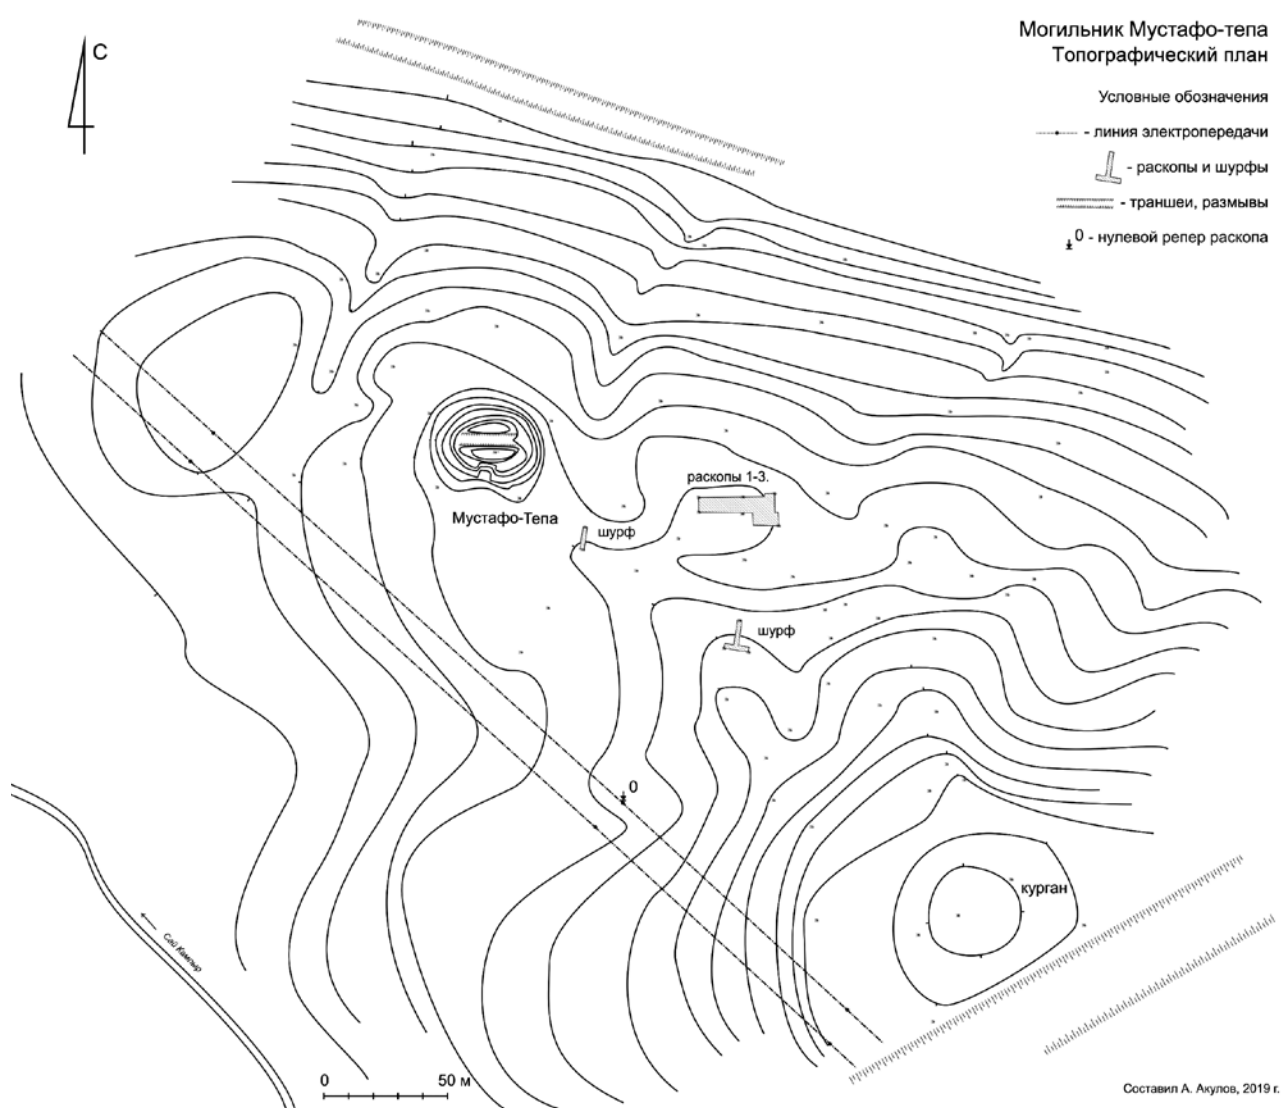 Могильник Мустафо-тепа
Топографический план
Условные обозначения
- линия электропередачи
- раскопы и шурфы
- траншеи, размывы
0 - нулевой репер раскопа
С
раскопы 1-3.
Мустафо-Тепа
шурф
шурф
0
курган
Сай Кампыр
0 50 м
Составил А. Акулов, 2019 г.